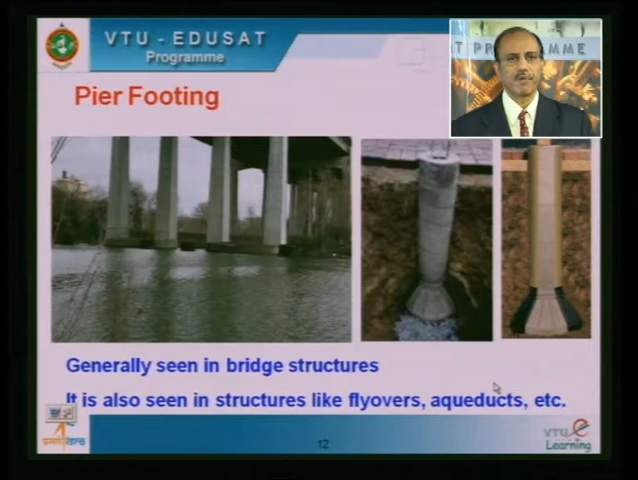 VTU - EDUSAT
Programme
T PROGRAMME
Pier Footing
Generally seen in bridge structures
It is also seen in structures like flyovers, aqueducts, etc.
12
VTU e
Learning